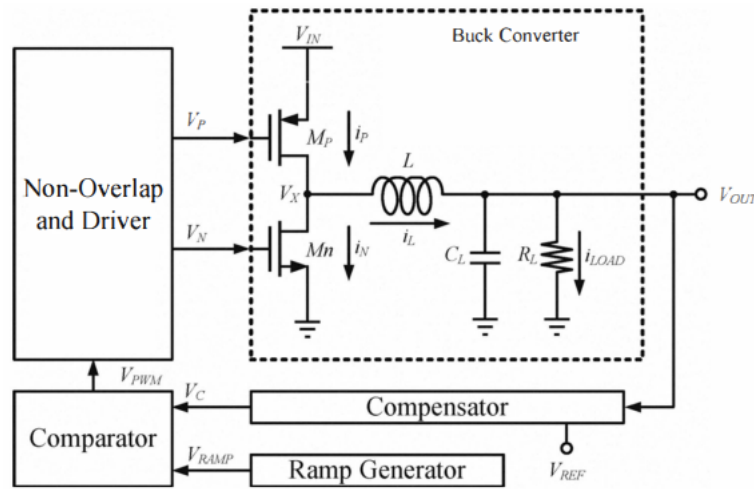 Buck Converter
V_IN
V_P
M_P
i_P
Non-Overlap
and Driver
V_X
L
V_OUT
V_N
Mn
i_N
i_L
C_L
R_L
i_LOAD
V_PWM
V_C
Compensator
Comparator
V_RAMP
Ramp Generator
V_REF